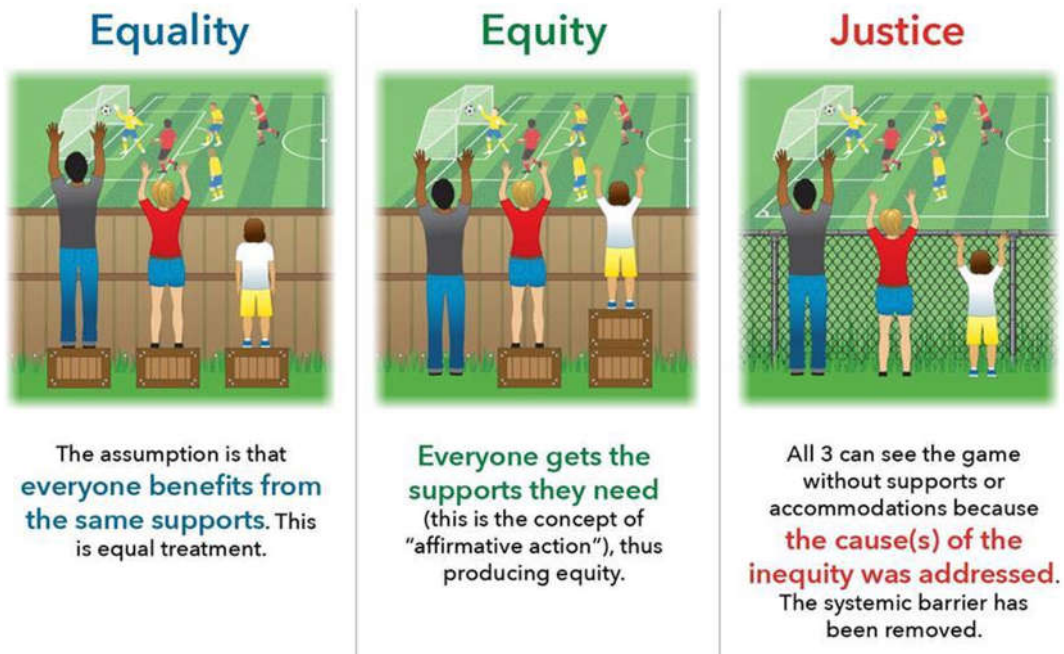 Equality
The assumption is that
everyone benefits from
the same supports. This
is equal treatment.
Equity
Everyone gets the
supports they need
(this is the concept of
“affirmative action”), thus
producing equity.
Justice
All 3 can see the game
without supports or
accommodations because
the cause(s) of the
inequity was addressed.
The systemic barrier has
been removed.